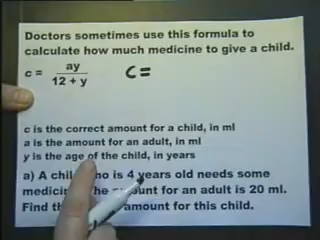 Doctors sometimes use this formula to
calculate how much medicine to give a child.
c = ay / 12 + y
c =
c is the correct amount for a child, in ml
a is the amount for an adult, in ml
y is the age of the child, in years
a) A who is 4 years old needs some
The amount for an adult is 20 ml.
Find amount for this child.